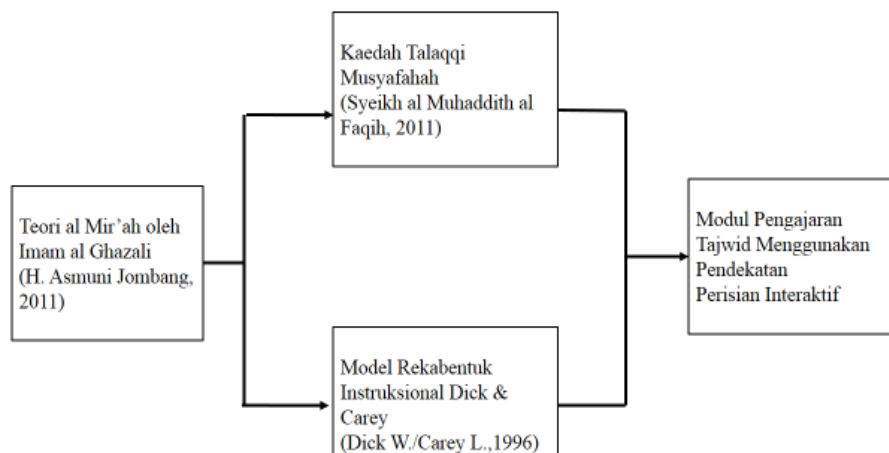 Kaedah Talaqqi
Musyafahah
(Syeikh al Muhaddith al
Faqih, 2011)
Teori al Mir’ah oleh
Imam al Ghazali
(H. Asmuni Jombang,
2011)
Modul Pengajaran
Tajwid Menggunakan
Pendekatan
Perisian Interaktif
Model Rekabentuk
Instruksional Dick &
Carey
(Dick W./Carey L.,1996)